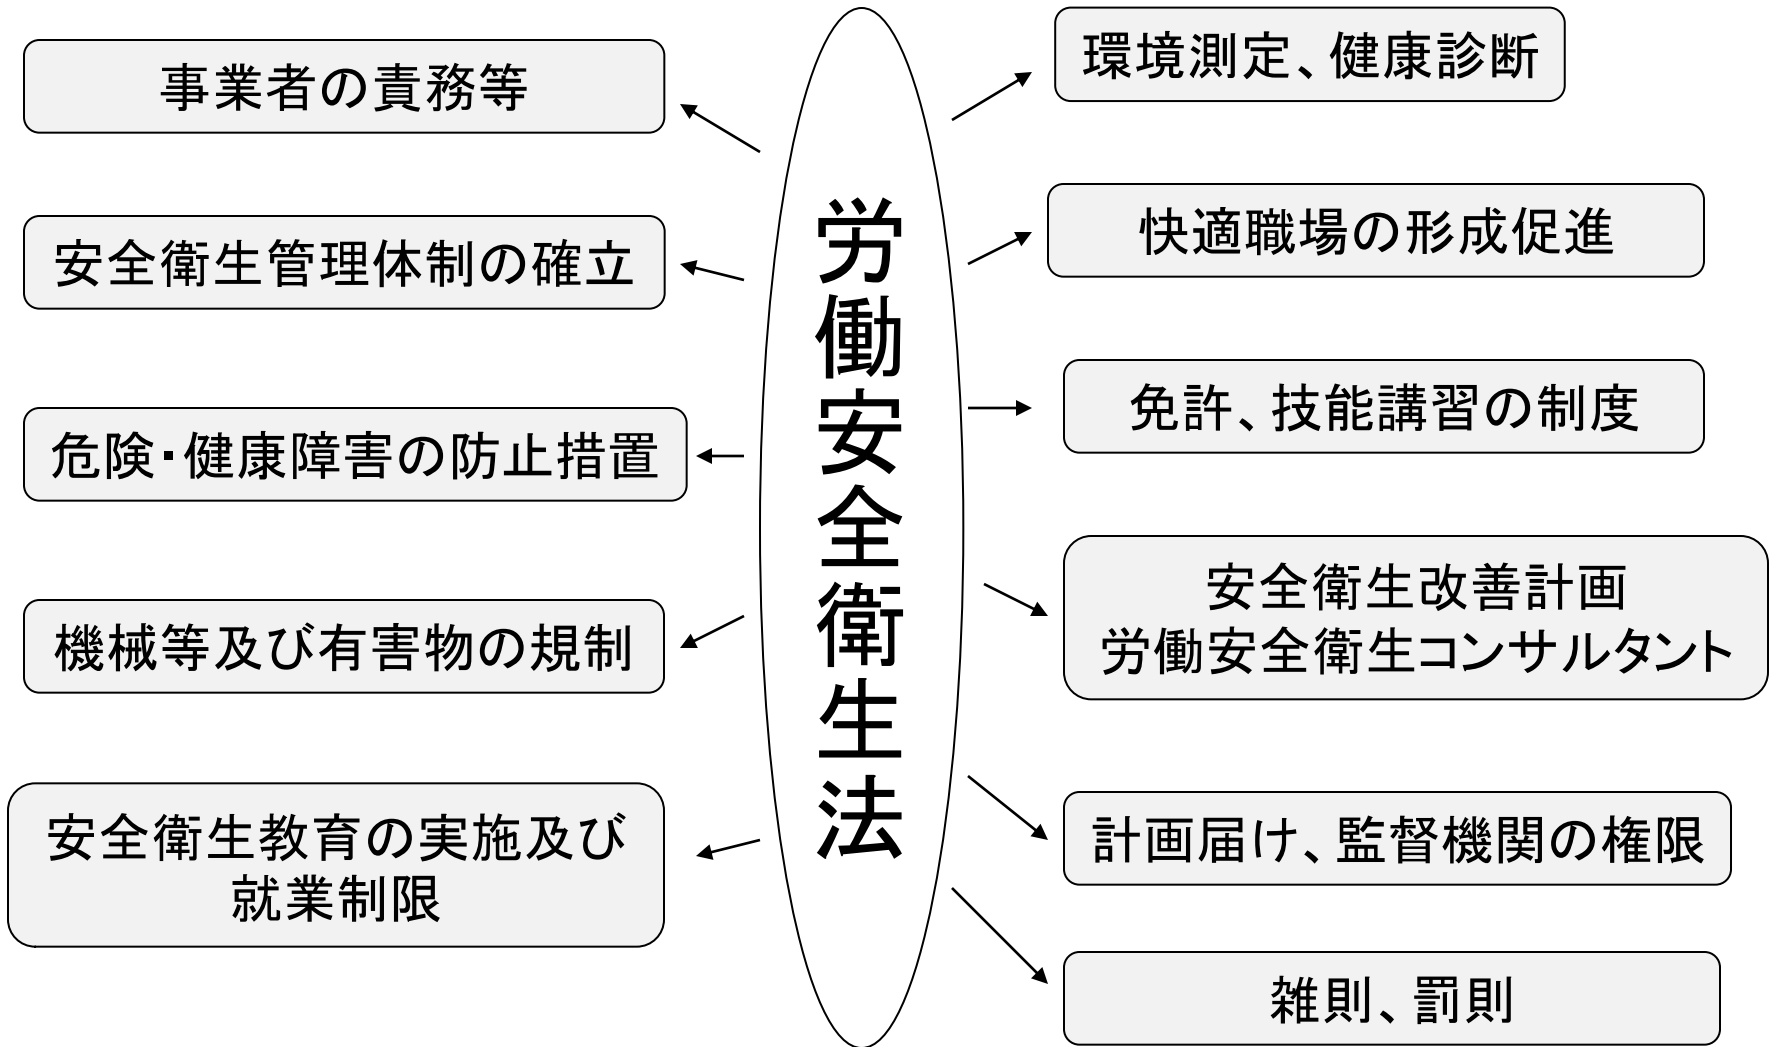 事業者の責務等
安全衛生管理体制の確立
危険・健康障害の防止措置
機械等及び有害物の規制
安全衛生教育の実施及び
就業制限
労働安全衛生法
環境測定、健康診断
快適職場の形成促進
免許、技能講習の制度
安全衛生改善計画
労働安全衛生コンサルタント
計画届け、監督機関の権限
雑則、罰則